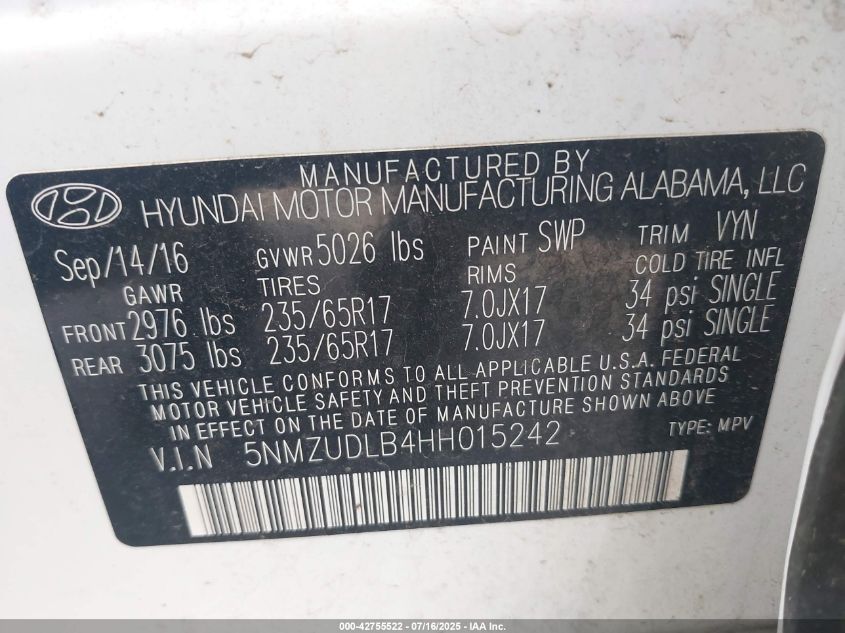 MANUFACTURED BY
HYUNDAI MOTOR MANUFACTURING ALABAMA, LLC
Sep/14/16 GVWR 5026 lbs PAINT SWP TRIM VYN
GAWR TIRES RIMS COLD TIRE INFL
FRONT 2976 lbs 235/65R17 7.0JX17 34 psi SINGLE
REAR 3075 lbs 235/65R17 7.0JX17 34 psi SINGLE
THIS VEHICLE CONFORMS TO ALL APPLICABLE U.S.A. FEDERAL
MOTOR VEHICLE SAFETY AND THEFT PREVENTION STANDARDS
IN EFFECT ON THE DATE OF MANUFACTURE SHOWN ABOVE
V.I.N 5NMZUDLB4HH015242 TYPE: MPV
000-42755522 - 07/16/2025 - IAA Inc.